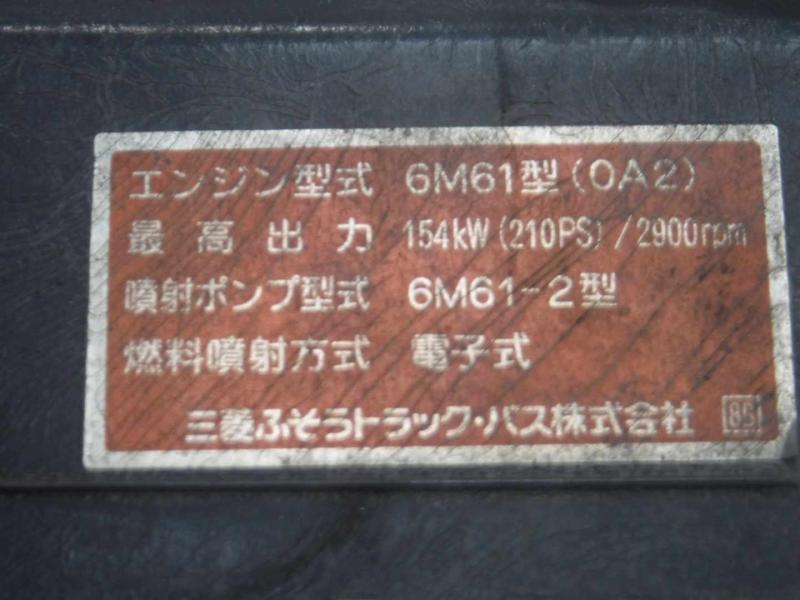 エンジン型式 6M61型(0A2)
最高出力 154kW(210PS)/2900rpm
噴射ポンプ型式 6M61-2型
燃料噴射方式 電子式
三菱ふそうトラック・バス株式会社 85